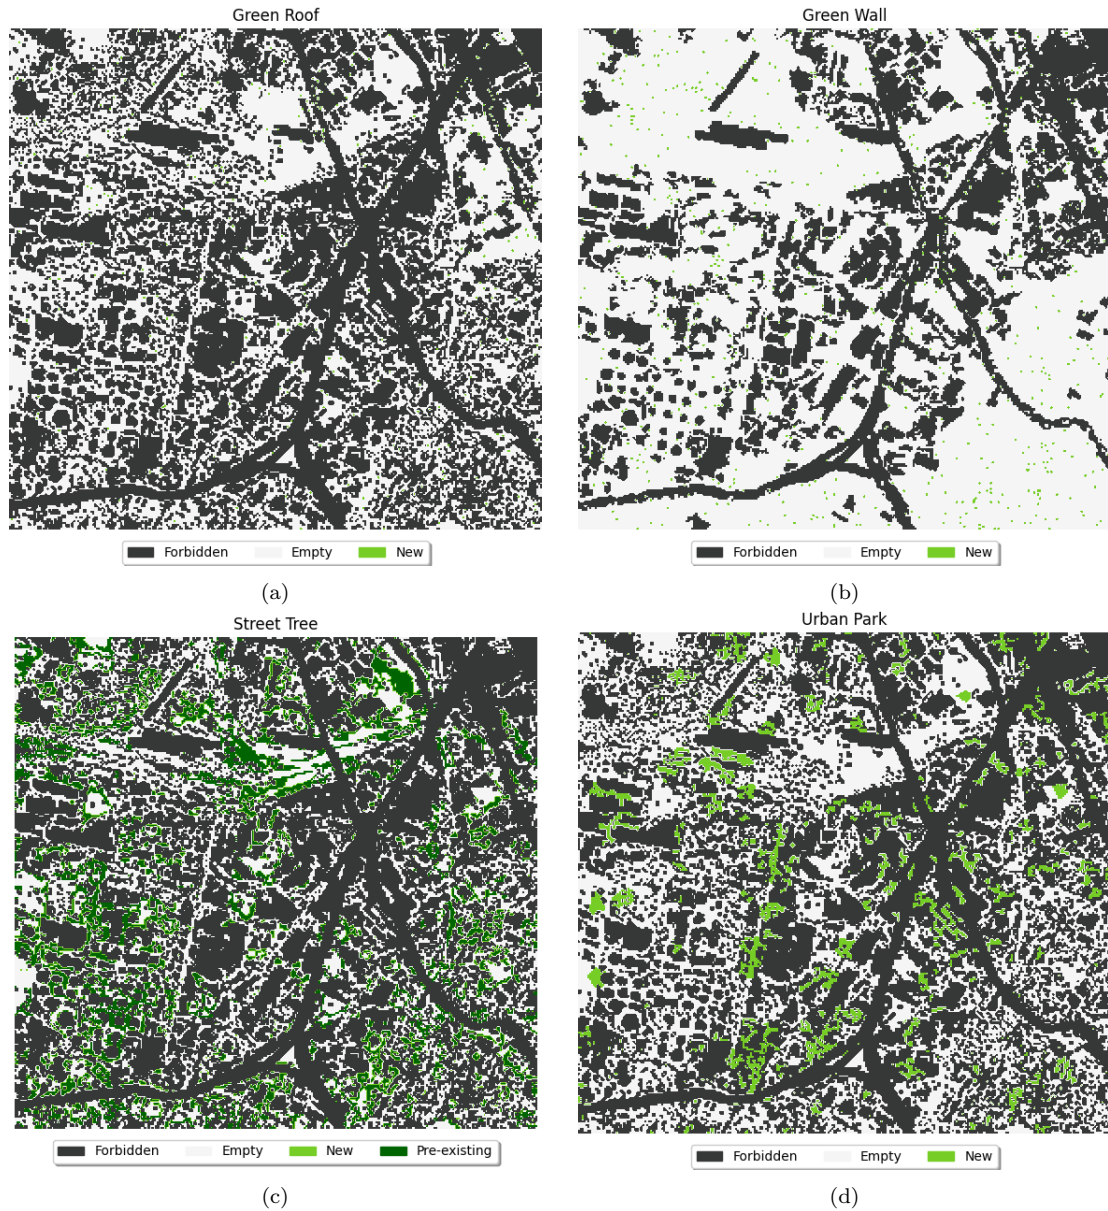 Green Roof
Green Wall
Forbidden Empty New
Forbidden Empty New
(a)
(b)
Street Tree
Urban Park
Forbidden Empty New Pre-existing
Forbidden Empty New
(c)
(d)